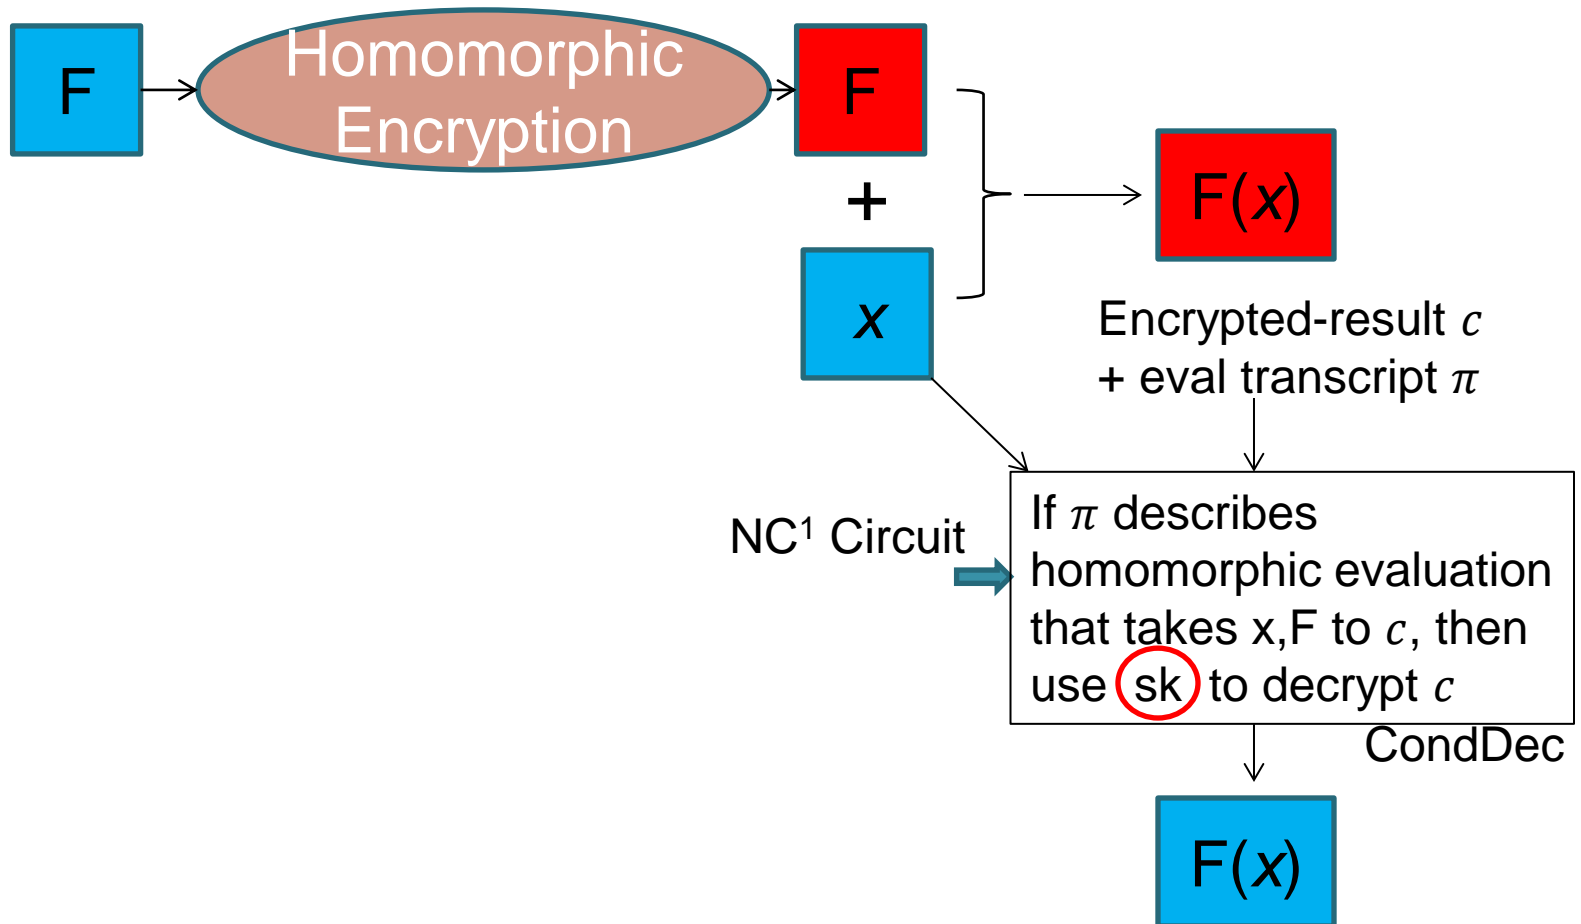 F
Homomorphic
Encryption
F
+
x
F(x)
Encrypted-result 𝑐
+ eval transcript 𝜋
NC¹ Circuit
If 𝜋 describes
homomorphic evaluation
that takes x,F to 𝑐, then
use sk to decrypt 𝑐
CondDec
F(x)